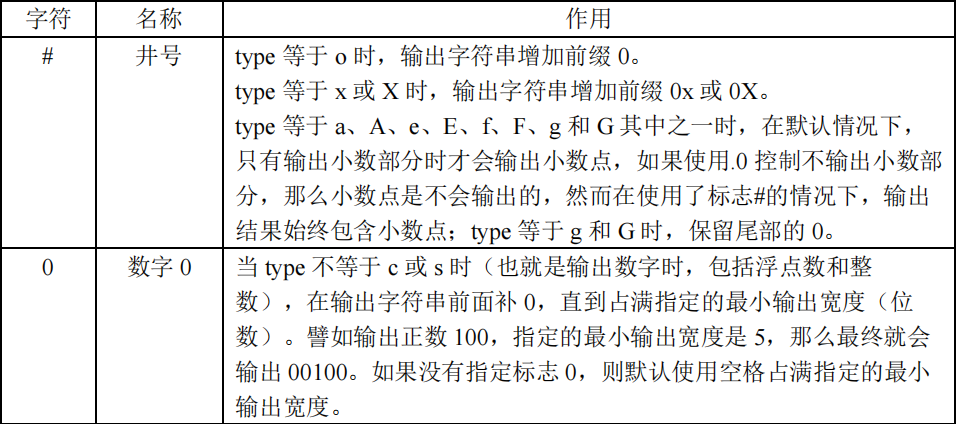 字符 名称 作用
# 井号 type 等于 o 时，输出字符串增加前缀 0。
type 等于 x 或 X 时，输出字符串增加前缀 0x 或 0X。
type 等于 a、A、e、E、f、F、g 和 G 其中之一时，在默认情况下，
只有输出小数部分时才会输出小数点，如果使用.0 控制不输出小数部
分，那么小数点是不会输出的，然而在使用了标志#的情况下，输出
结果始终包含小数点；type 等于 g 和 G 时，保留尾部的 0。
0 数字 0 当 type 不等于 c 或 s 时（也就是输出数字时，包括浮点数和整
数），在输出字符串前面补 0，直到占满指定的最小输出宽度（位
数）。譬如输出正数 100，指定的最小输出宽度是 5，那么最终就会
输出 00100。如果没有指定标志 0，则默认使用空格占满指定的最小
输出宽度。